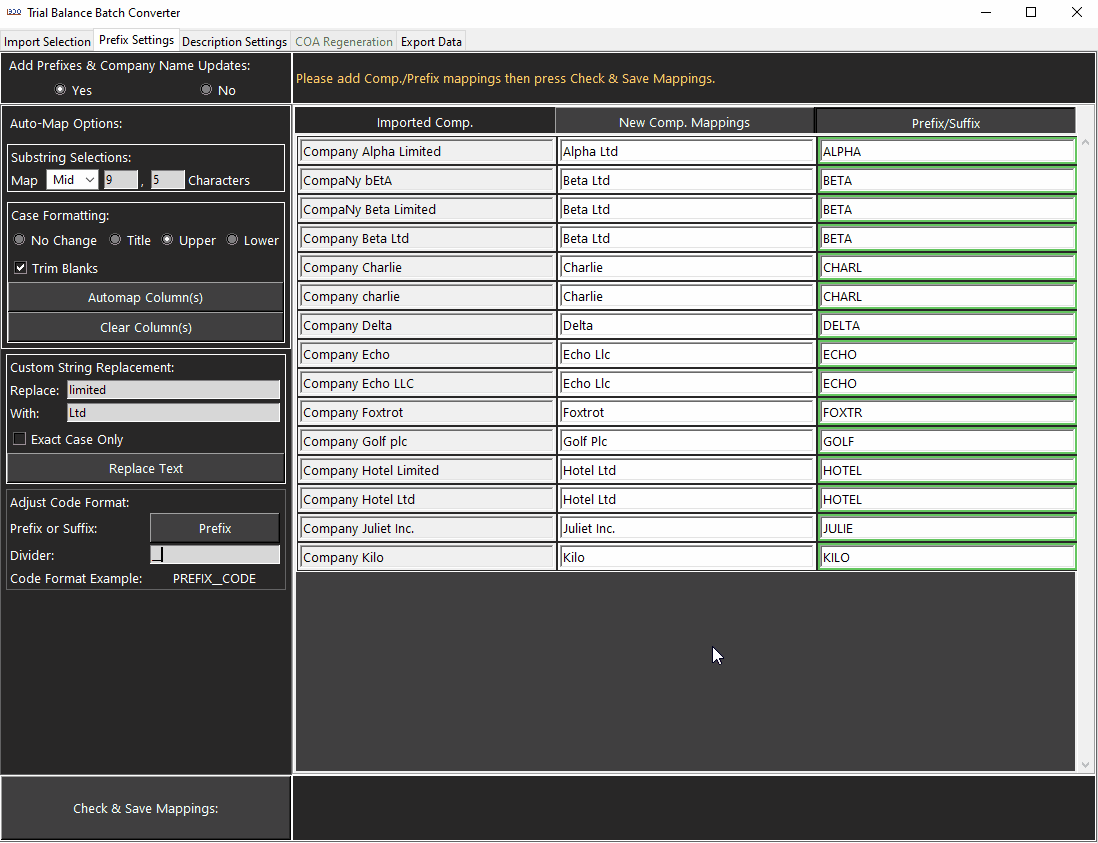 1320 Trial Balance Batch Converter
Import Selection Prefix Settings Description Settings COA Regeneration Export Data
Add Prefixes & Company Name Updates:
Yes No
Please add Comp./Prefix mappings then press Check & Save Mappings.
Auto-Map Options:
Substring Selections:
Map Mid 9 , 5 Characters
Case Formatting:
No Change Title Upper Lower
Trim Blanks
Automap Column(s)
Clear Column(s)
Custom String Replacement:
Replace: limited
With: Ltd
Exact Case Only
Replace Text
Adjust Code Format:
Prefix or Suffix: Prefix
Divider: _
Code Format Example: PREFIX_CODE
Check & Save Mappings:
Imported Comp. New Comp. Mappings Prefix/Suffix
Company Alpha Limited Alpha Ltd ALPHA
CompaNy bEtA Beta Ltd BETA
CompaNy Beta Limited Beta Ltd BETA
Company Beta Ltd Beta Ltd BETA
Company Charlie Charlie CHARL
Company charlie Charlie CHARL
Company Delta Delta DELTA
Company Echo Echo Llc ECHO
Company Echo LLC Echo Llc ECHO
Company Foxtrot Foxtrot FOXTR
Company Golf plc Golf Plc GOLF
Company Hotel Limited Hotel Ltd HOTEL
Company Hotel Ltd Hotel Ltd HOTEL
Company Juliet Inc. Juliet Inc. JULIE
Company Kilo Kilo KILO